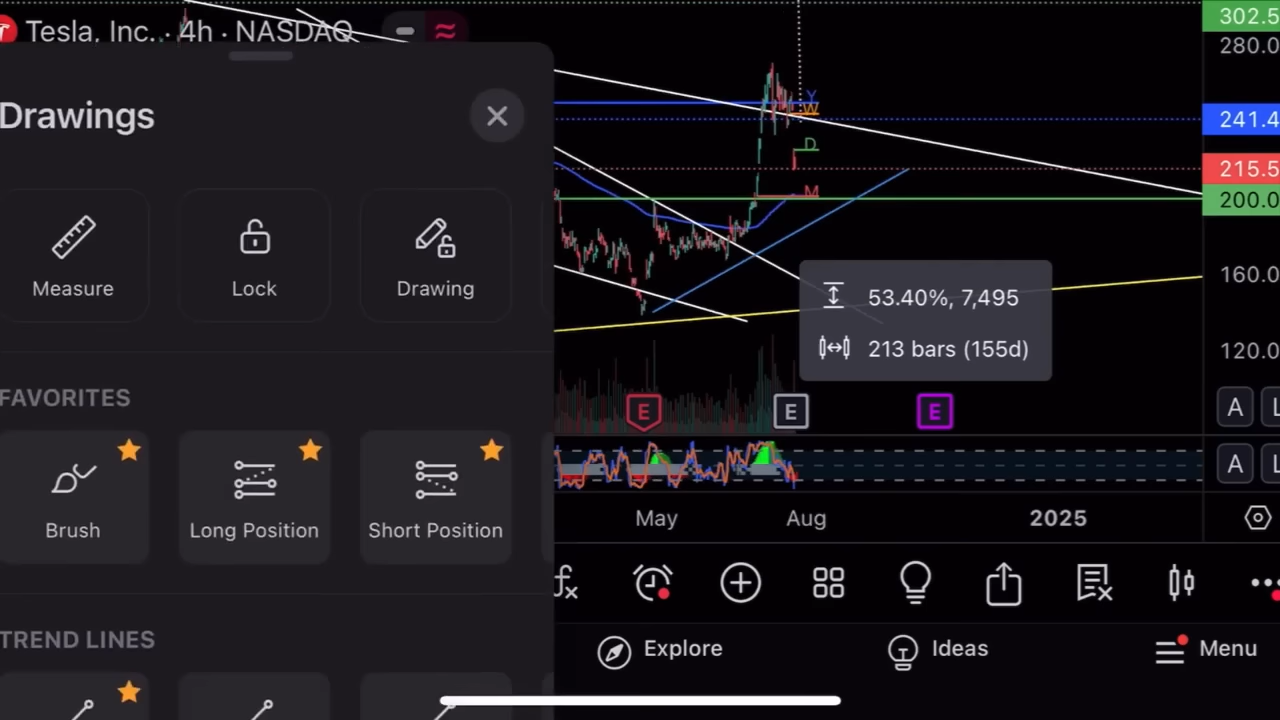 Tesla, Inc. · 4h · NASDAQ
302.5
280.0
241.4
215.5
200.0
160.0
120.0
Y
W
D
M
Drawings
Measure
Lock
Drawing
53.40%, 7,495
213 bars (155d)
FAVORITES
Brush
Long Position
Short Position
E
E
E
A
L
A
L
May
Aug
2025
TREND LINES
fx
Explore
Ideas
Menu